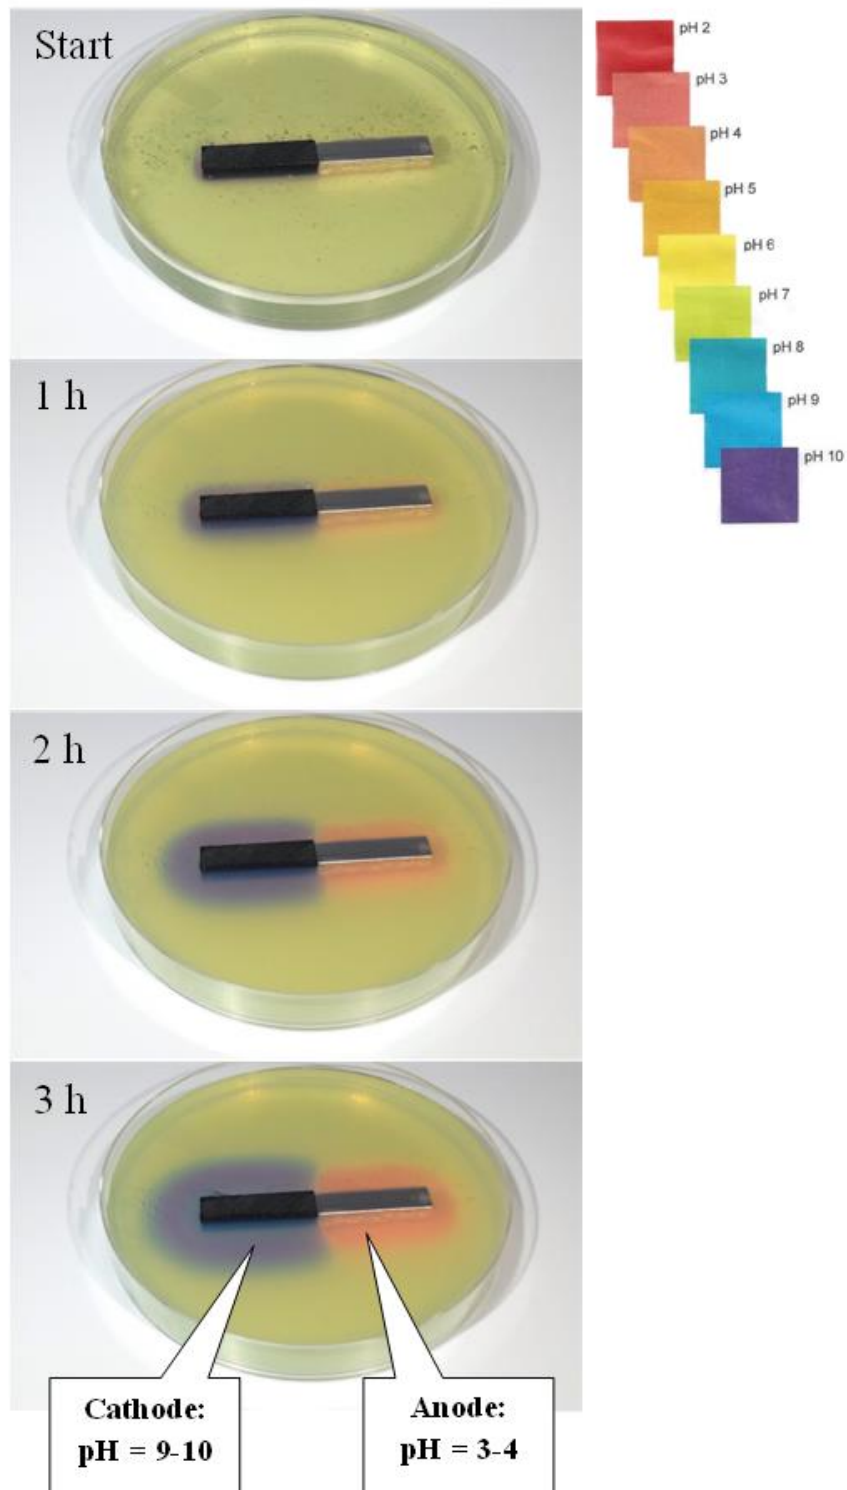 Start
pH 2
pH 3
pH 4
pH 5
pH 6
pH 7
pH 8
pH 9
pH 10
1 h
2 h
3 h
Cathode:
pH = 9-10
Anode:
pH = 3-4